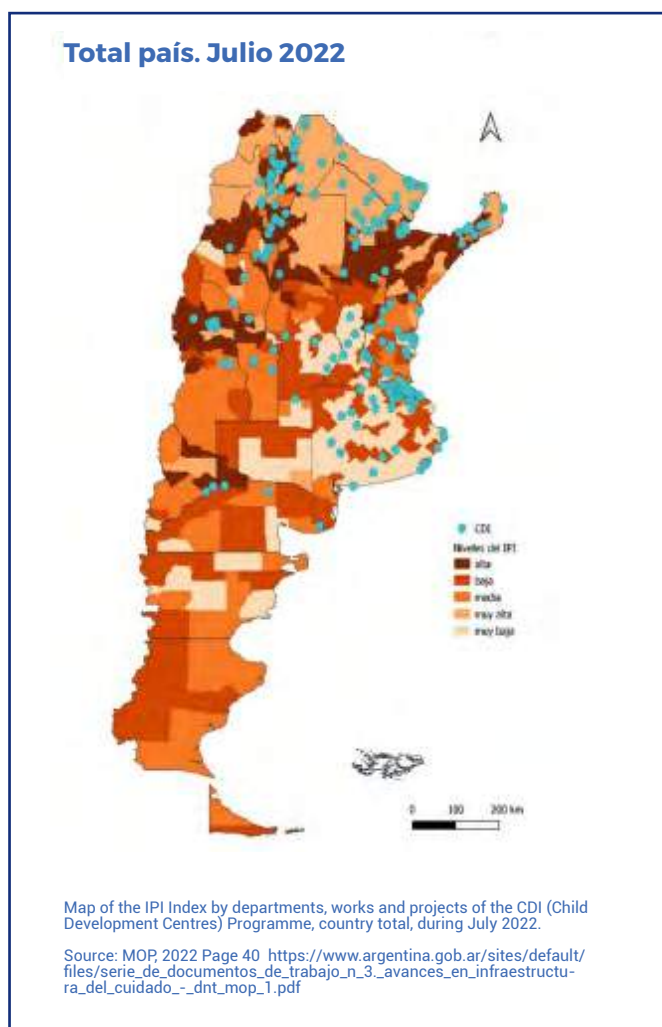 Total país. Julio 2022
CDI
Niveles del IPI
alta
baja
media
muy alta
muy baja
0 100 200 km
Map of the IPI Index by departments, works and projects of the CDI (Child
Development Centres) Programme, country total, during July 2022.
Source: MOP, 2022 Page 40 https://www.argentina.gob.ar/sites/default/
files/serie_de_documentos_de_trabajo_n_3._avances_en_infraestructu-
ra_del_cuidado_-_dnt_mop_1.pdf